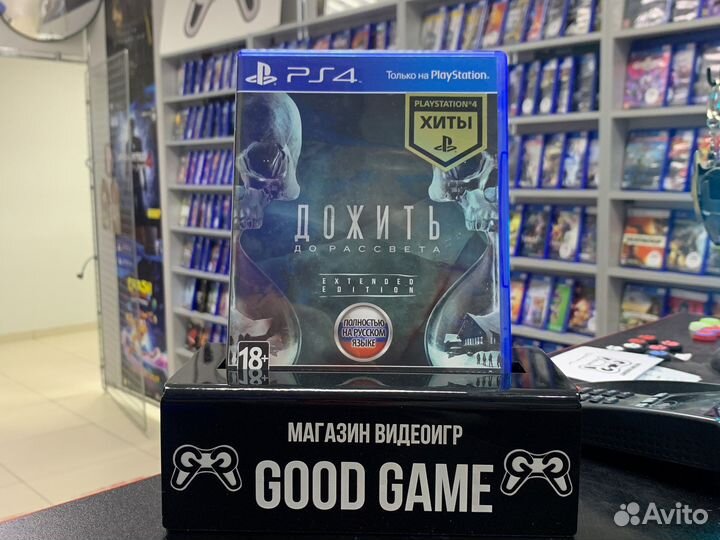 PS4
Только на PlayStation.
PLAYSTATION®4
ХИТЫ
ДОЖИТЬ
ДО РАССВЕТА
EXTENDED
EDITION
ПОЛНОСТЬЮ
НА РУССКОМ
ЯЗЫКЕ
18+
МАГАЗИН ВИДЕОИГР
GOOD GAME
CRASH
Avito